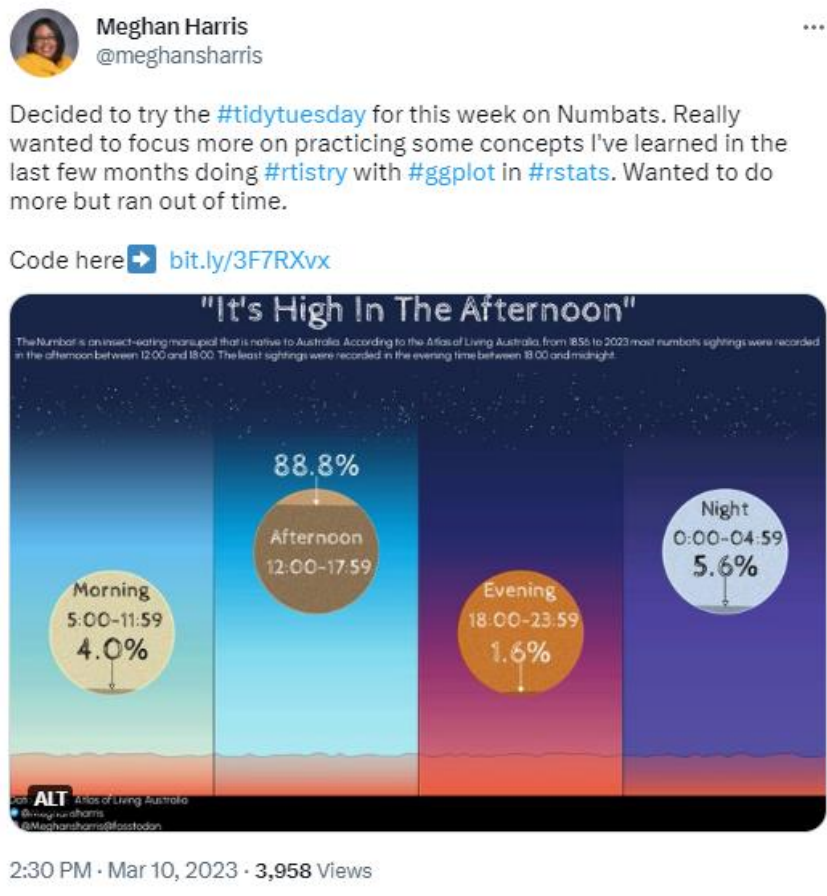 Meghan Harris
@meghansharris
Decided to try the #tidytuesday for this week on Numbats. Really
wanted to focus more on practicing some concepts I've learned in the
last few months doing #rtistry with #ggplot in #rstats. Wanted to do
more but ran out of time.
Code here➡ bit.ly/3F7RXvx
"It's High In The Afternoon"
The Numbat is an insect-eating marsupial that is native to Australia. According to the Atlas of Living Australia, from 1856 to 2023 most numbats sightings were recorded
in the afternoon between 12:00 and 18:00. The least sightings were recorded in the evening time between 18:00 and midnight.
88.8%
Afternoon
12:00-17:59
Night
0:00-04:59
5.6%
Morning
5:00-11:59
4.0%
Evening
18:00-23:59
1.6%
ALT Atlas of Living Australia
@Meghansharris@fosstodon
2:30 PM · Mar 10, 2023 · 3,958 Views